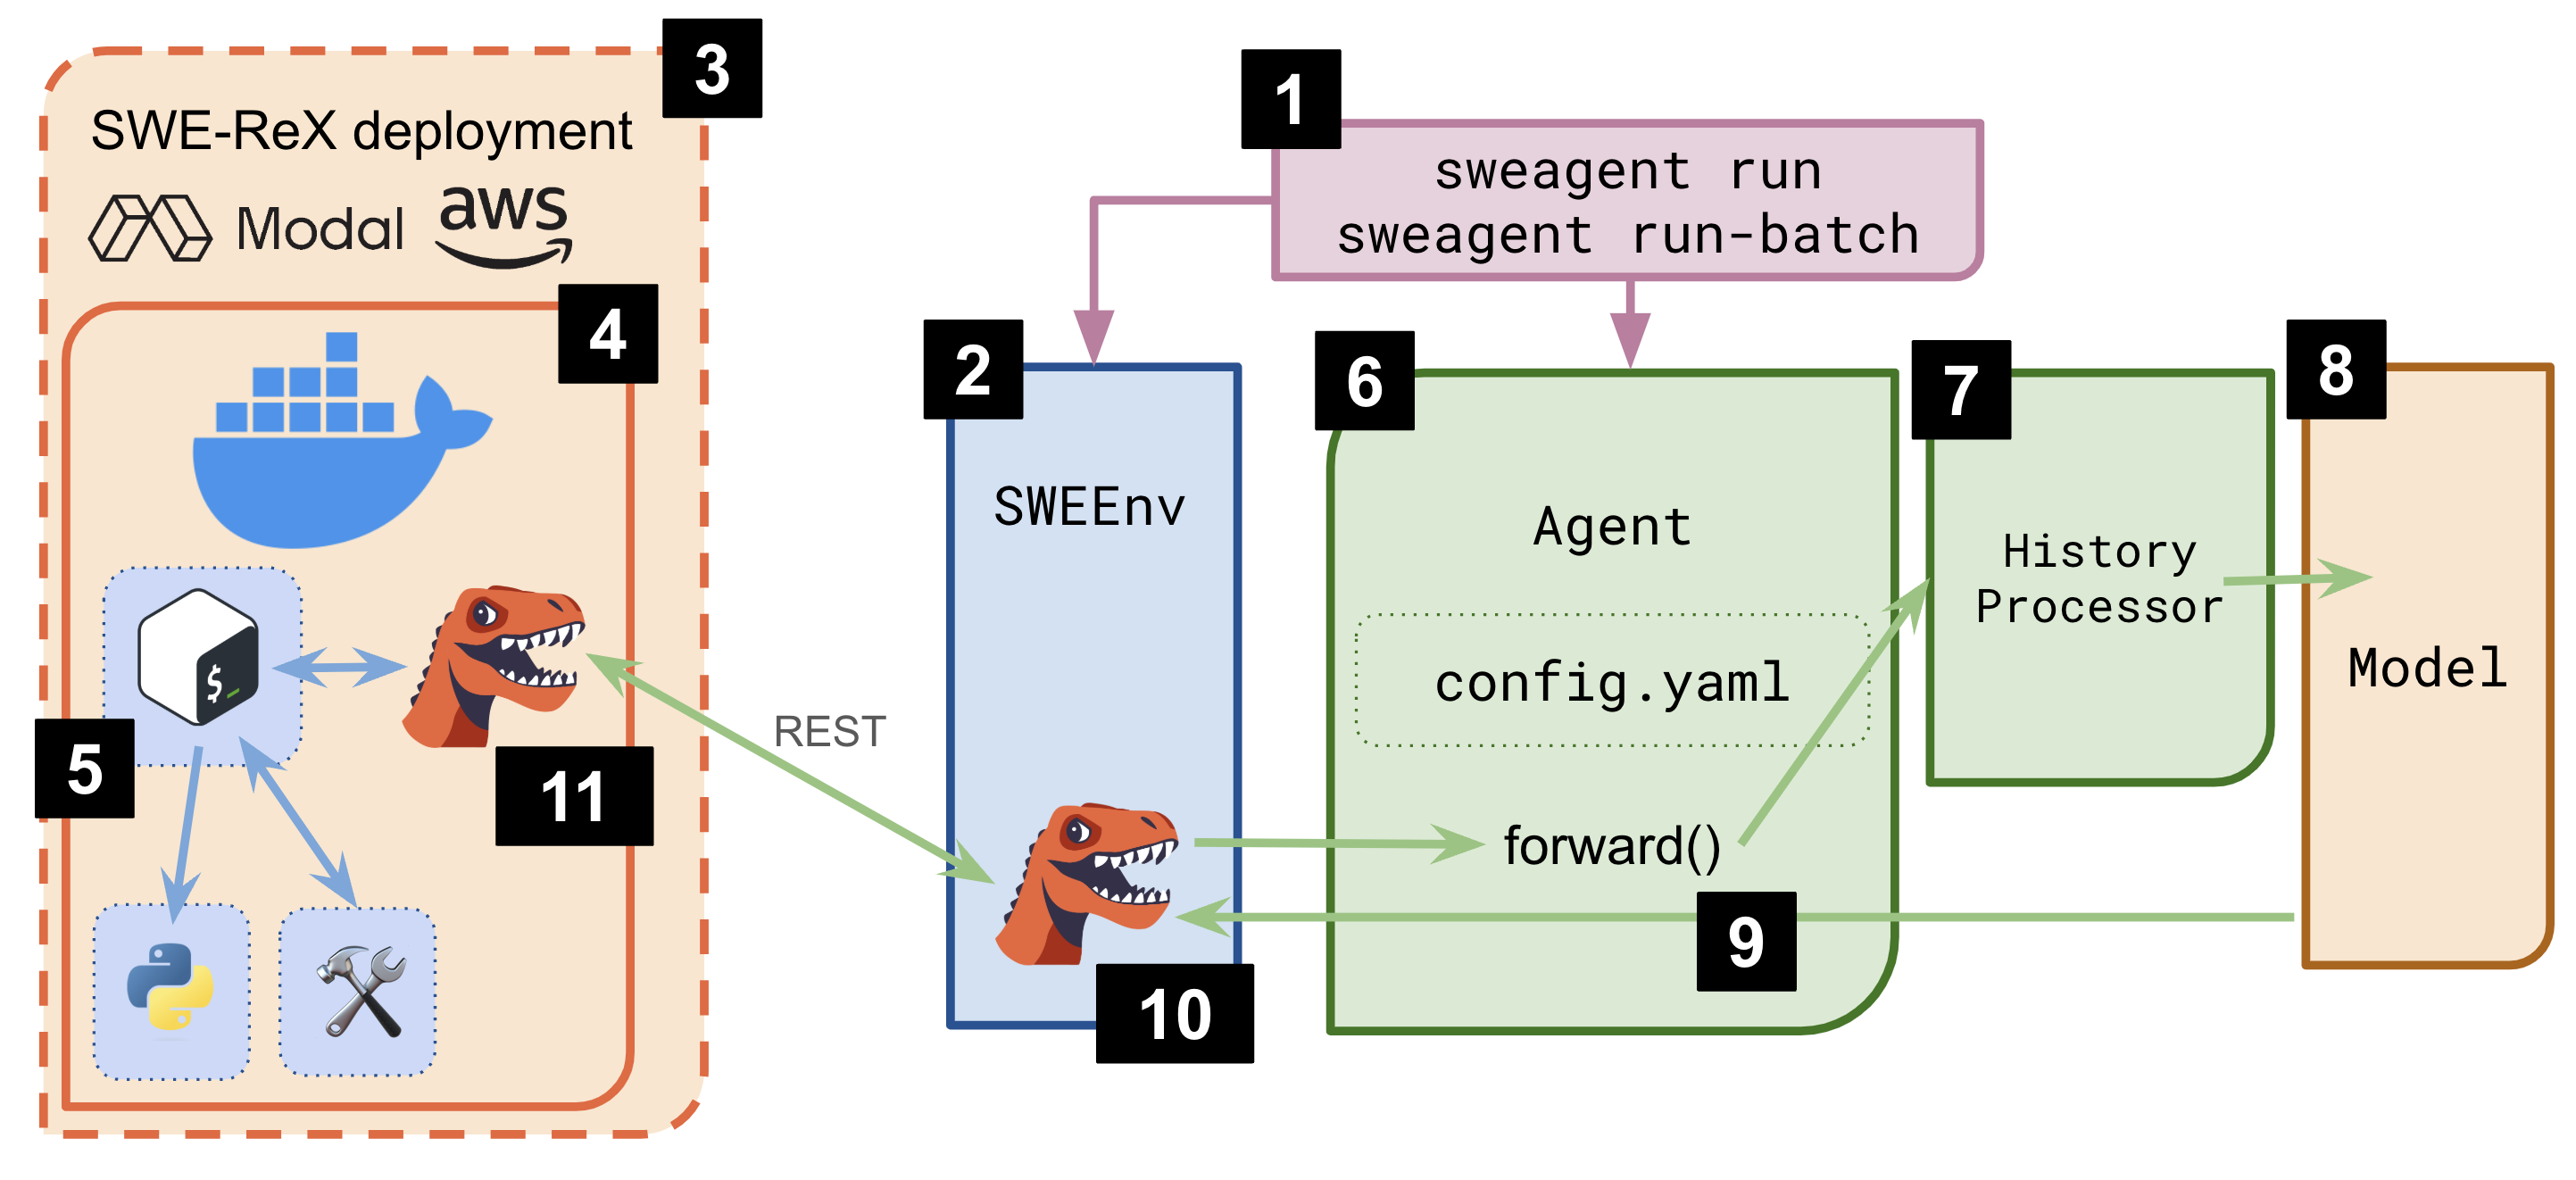 3
SWE-ReX deployment
Modal
aws
4
$_
5
11
REST
1
sweagent run
sweagent run-batch
2
SWEEnv
10
6
Agent
config.yaml
forward()
9
7
History
Processor
8
Model